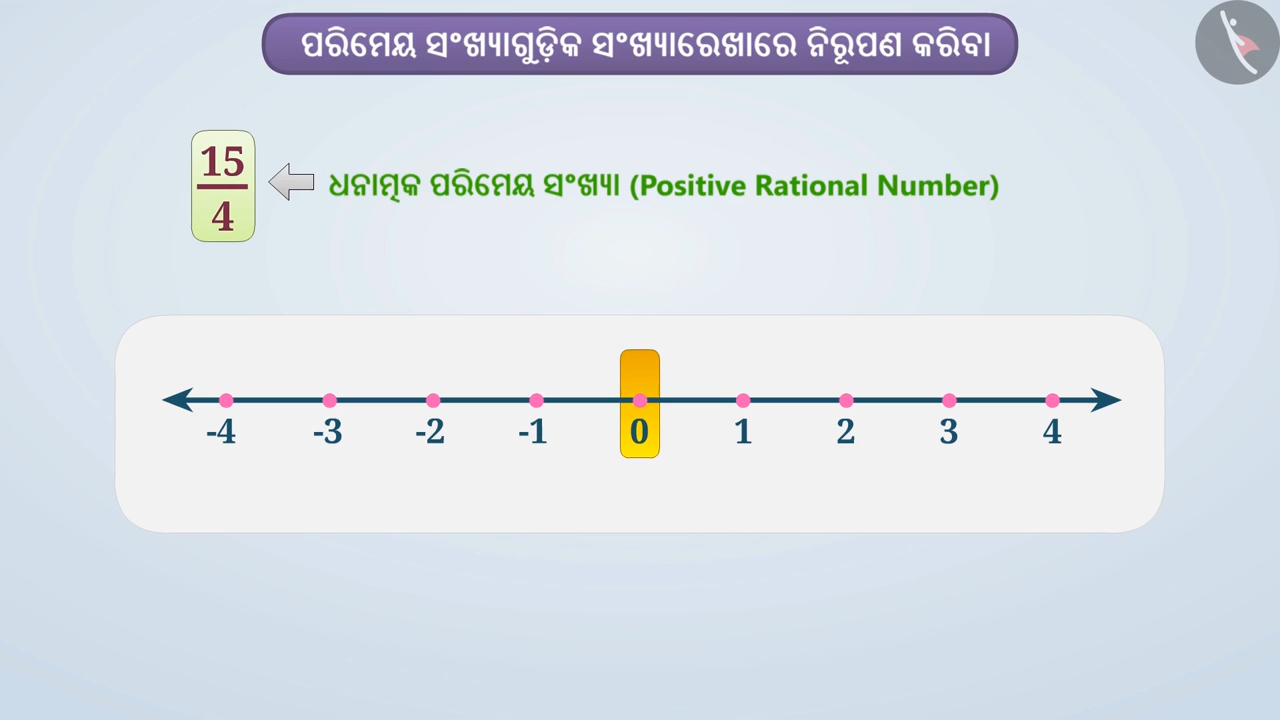 ପରିମେୟ ସଂଖ୍ୟାଗୁଡ଼ିକ ସଂଖ୍ୟାରେଖାରେ ନିରୂପଣ କରିବା
15
4
ଧନାତ୍ମକ ପରିମେୟ ସଂଖ୍ୟା (Positive Rational Number)
-4 -3 -2 -1 0 1 2 3 4